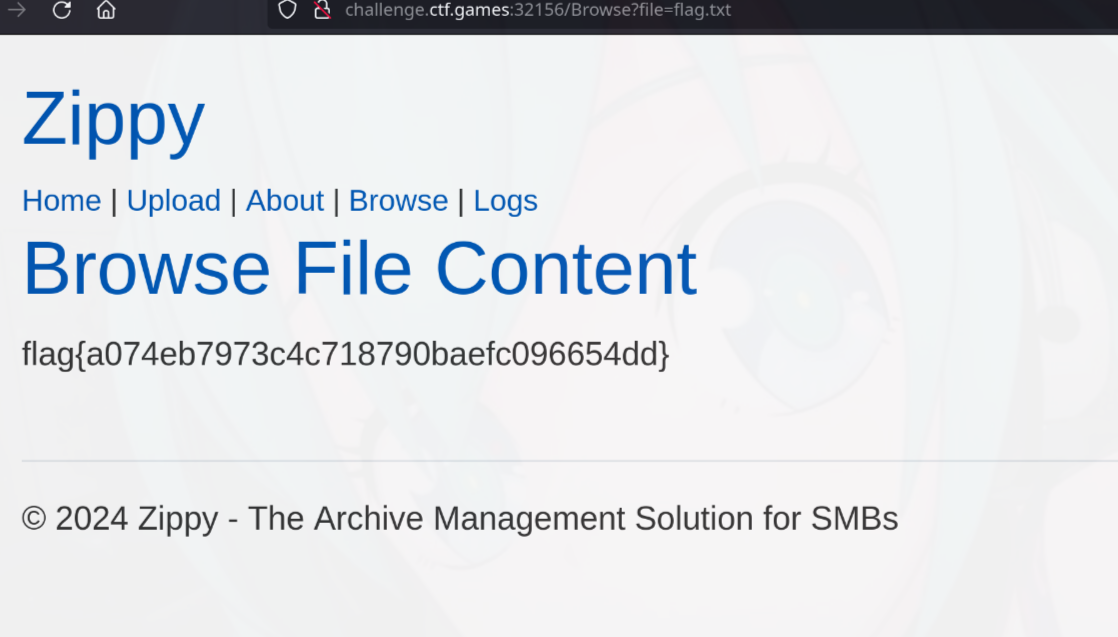 challenge.ctf.games:32156/Browse?file=flag.txt
Zippy
Home | Upload | About | Browse | Logs
Browse File Content
flag{a074eb7973c4c718790baefc096654dd}
© 2024 Zippy - The Archive Management Solution for SMBs